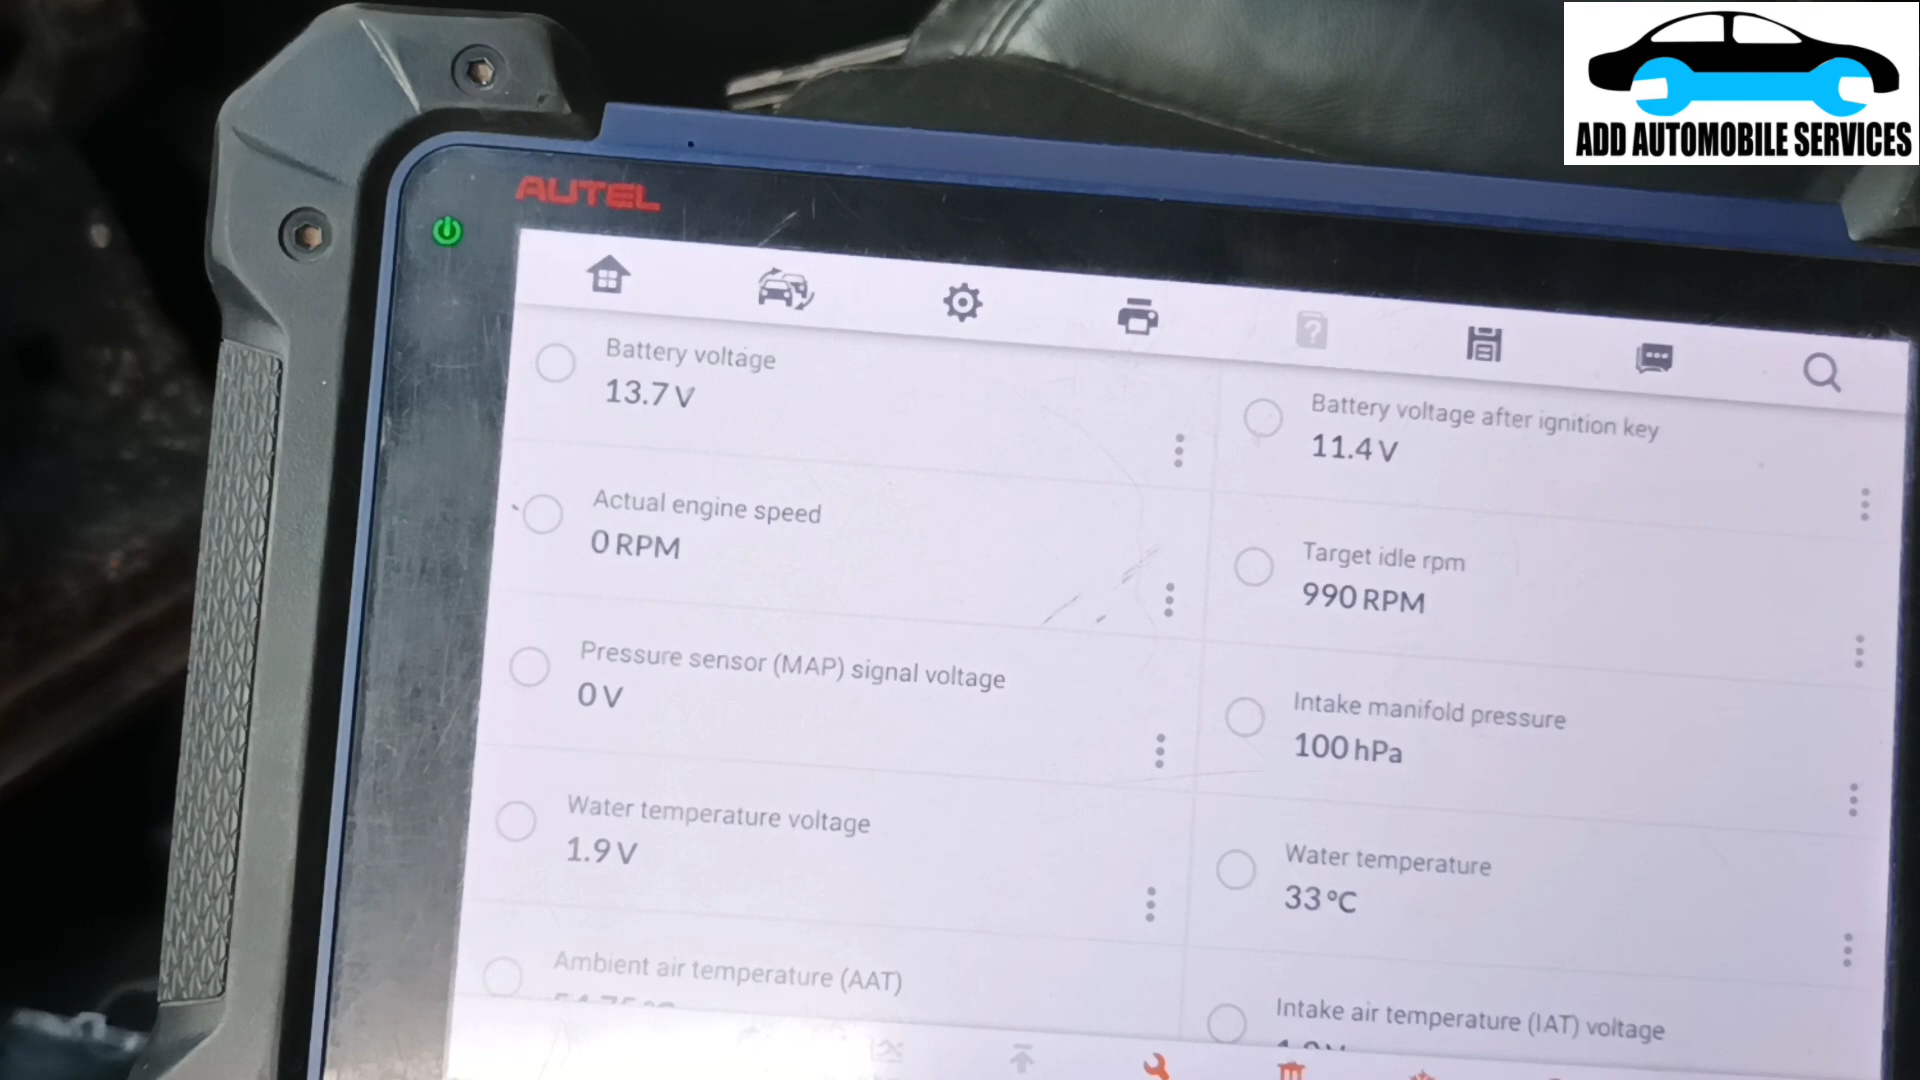 ADD AUTOMOBILE SERVICES
AUTEL
Battery voltage
13.7 V
Battery voltage after ignition key
11.4 V
Actual engine speed
0 RPM
Target idle rpm
990 RPM
Pressure sensor (MAP) signal voltage
0 V
Intake manifold pressure
100 hPa
Water temperature voltage
1.9 V
Water temperature
33 °C
Ambient air temperature (AAT)
Intake air temperature (IAT) voltage